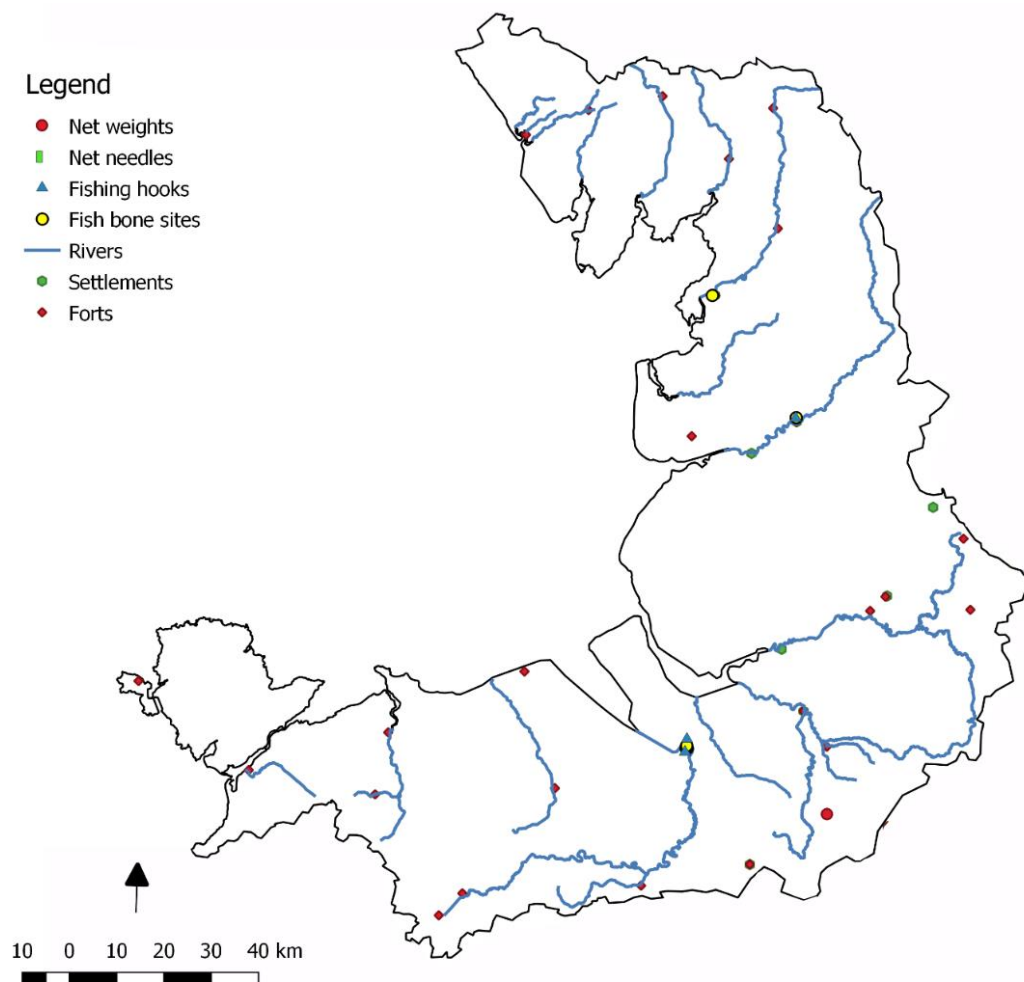 Legend
Net weights
Net needles
Fishing hooks
Fish bone sites
Rivers
Settlements
Forts
10 0 10 20 30 40 km